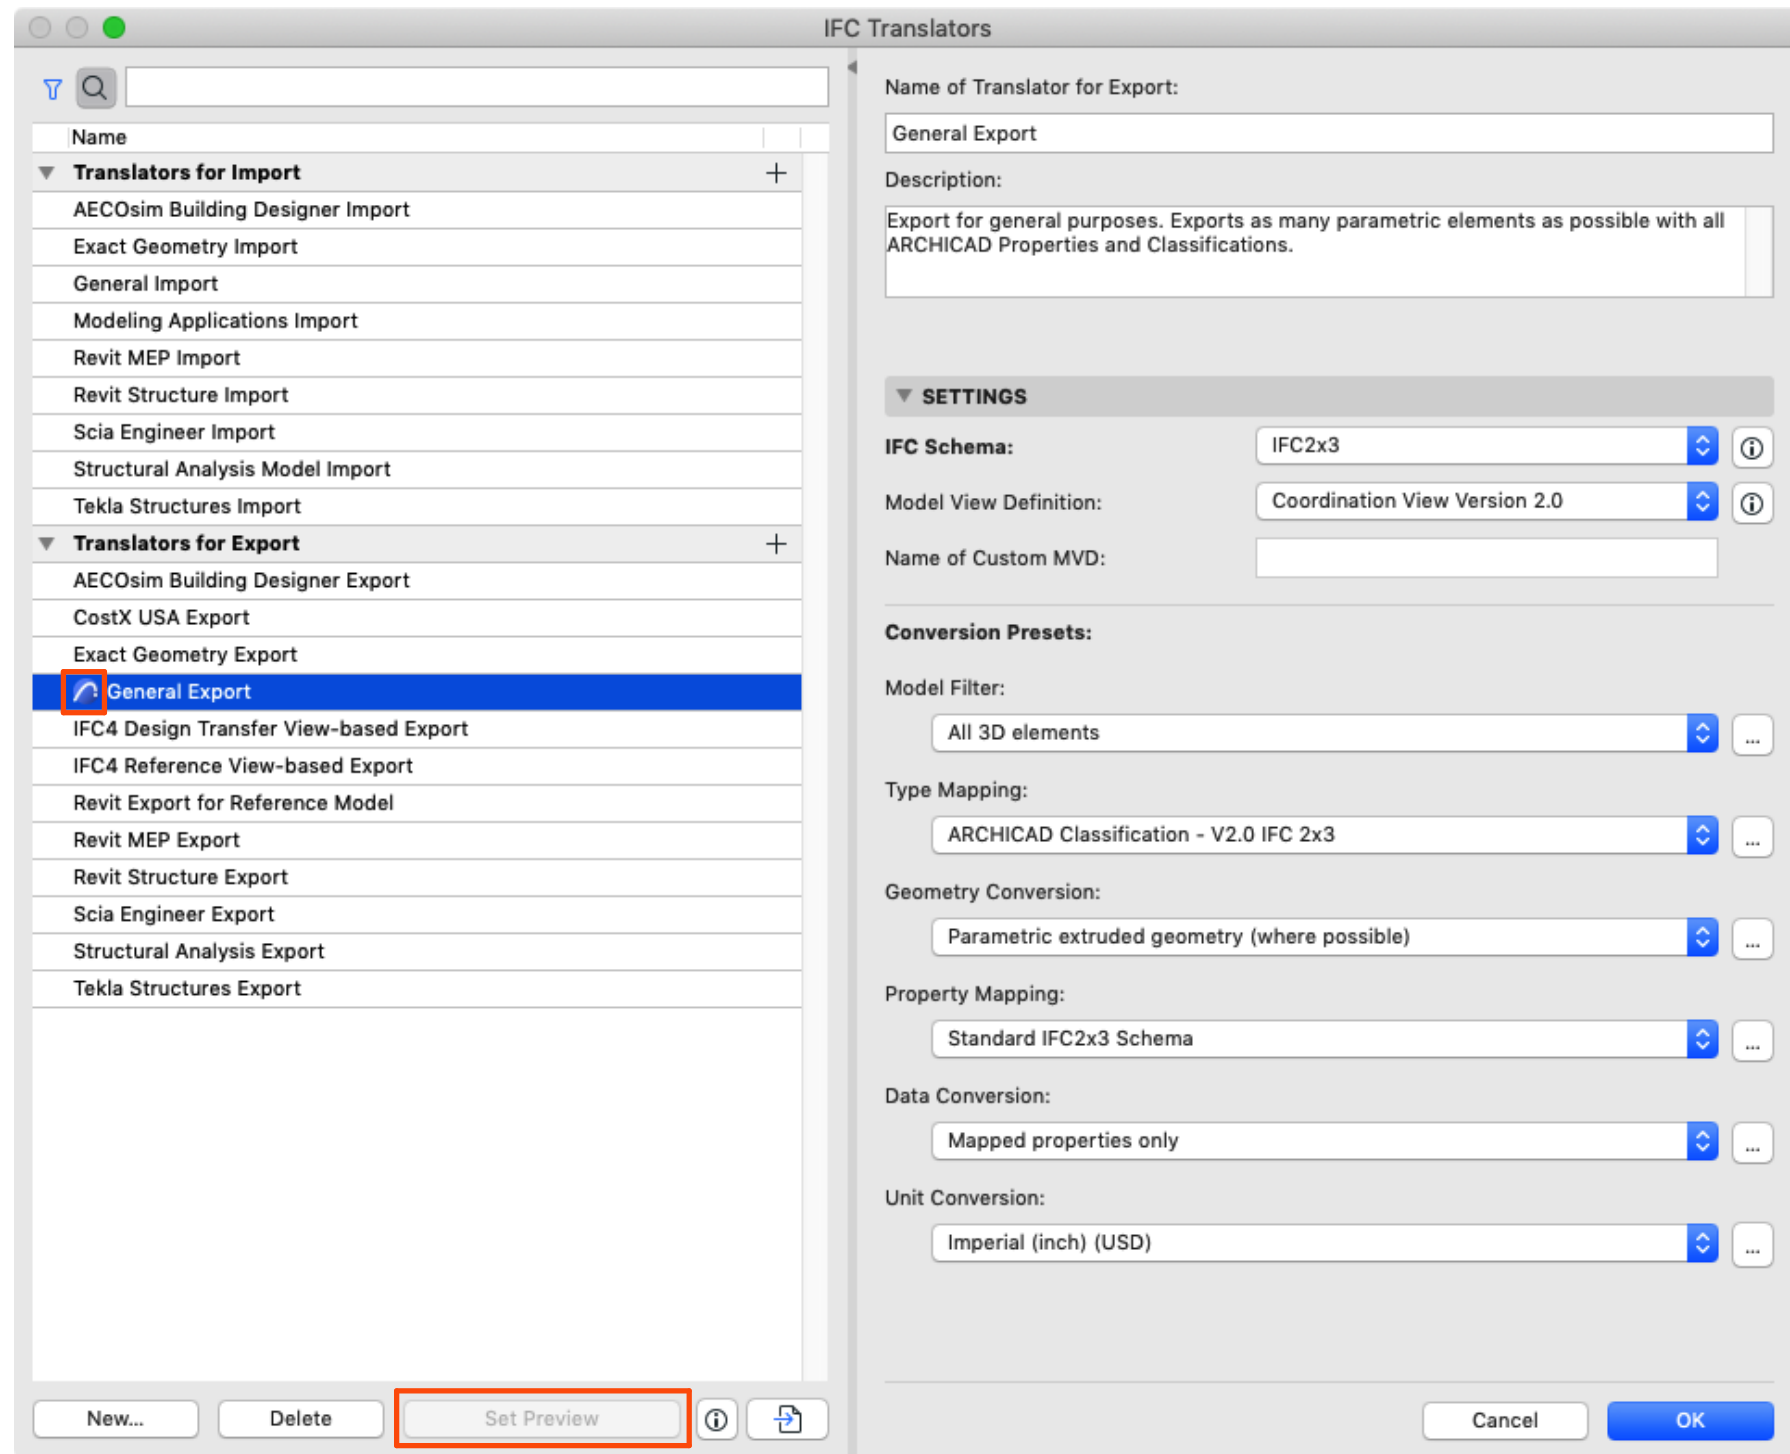 IFC Translators
Name
Translators for Import
AECOsim Building Designer Import
Exact Geometry Import
General Import
Modeling Applications Import
Revit MEP Import
Revit Structure Import
Scia Engineer Import
Structural Analysis Model Import
Tekla Structures Import
Translators for Export
AECOsim Building Designer Export
CostX USA Export
Exact Geometry Export
General Export
IFC4 Design Transfer View-based Export
IFC4 Reference View-based Export
Revit Export for Reference Model
Revit MEP Export
Revit Structure Export
Scia Engineer Export
Structural Analysis Export
Tekla Structures Export
New...
Delete
Set Preview
Name of Translator for Export:
General Export
Description:
Export for general purposes. Exports as many parametric elements as possible with all
ARCHICAD Properties and Classifications.
SETTINGS
IFC Schema:
IFC2x3
Model View Definition:
Coordination View Version 2.0
Name of Custom MVD:
Conversion Presets:
Model Filter:
All 3D elements
...
Type Mapping:
ARCHICAD Classification - V2.0 IFC 2x3
...
Geometry Conversion:
Parametric extruded geometry (where possible)
...
Property Mapping:
Standard IFC2x3 Schema
...
Data Conversion:
Mapped properties only
...
Unit Conversion:
Imperial (inch) (USD)
...
Cancel
OK